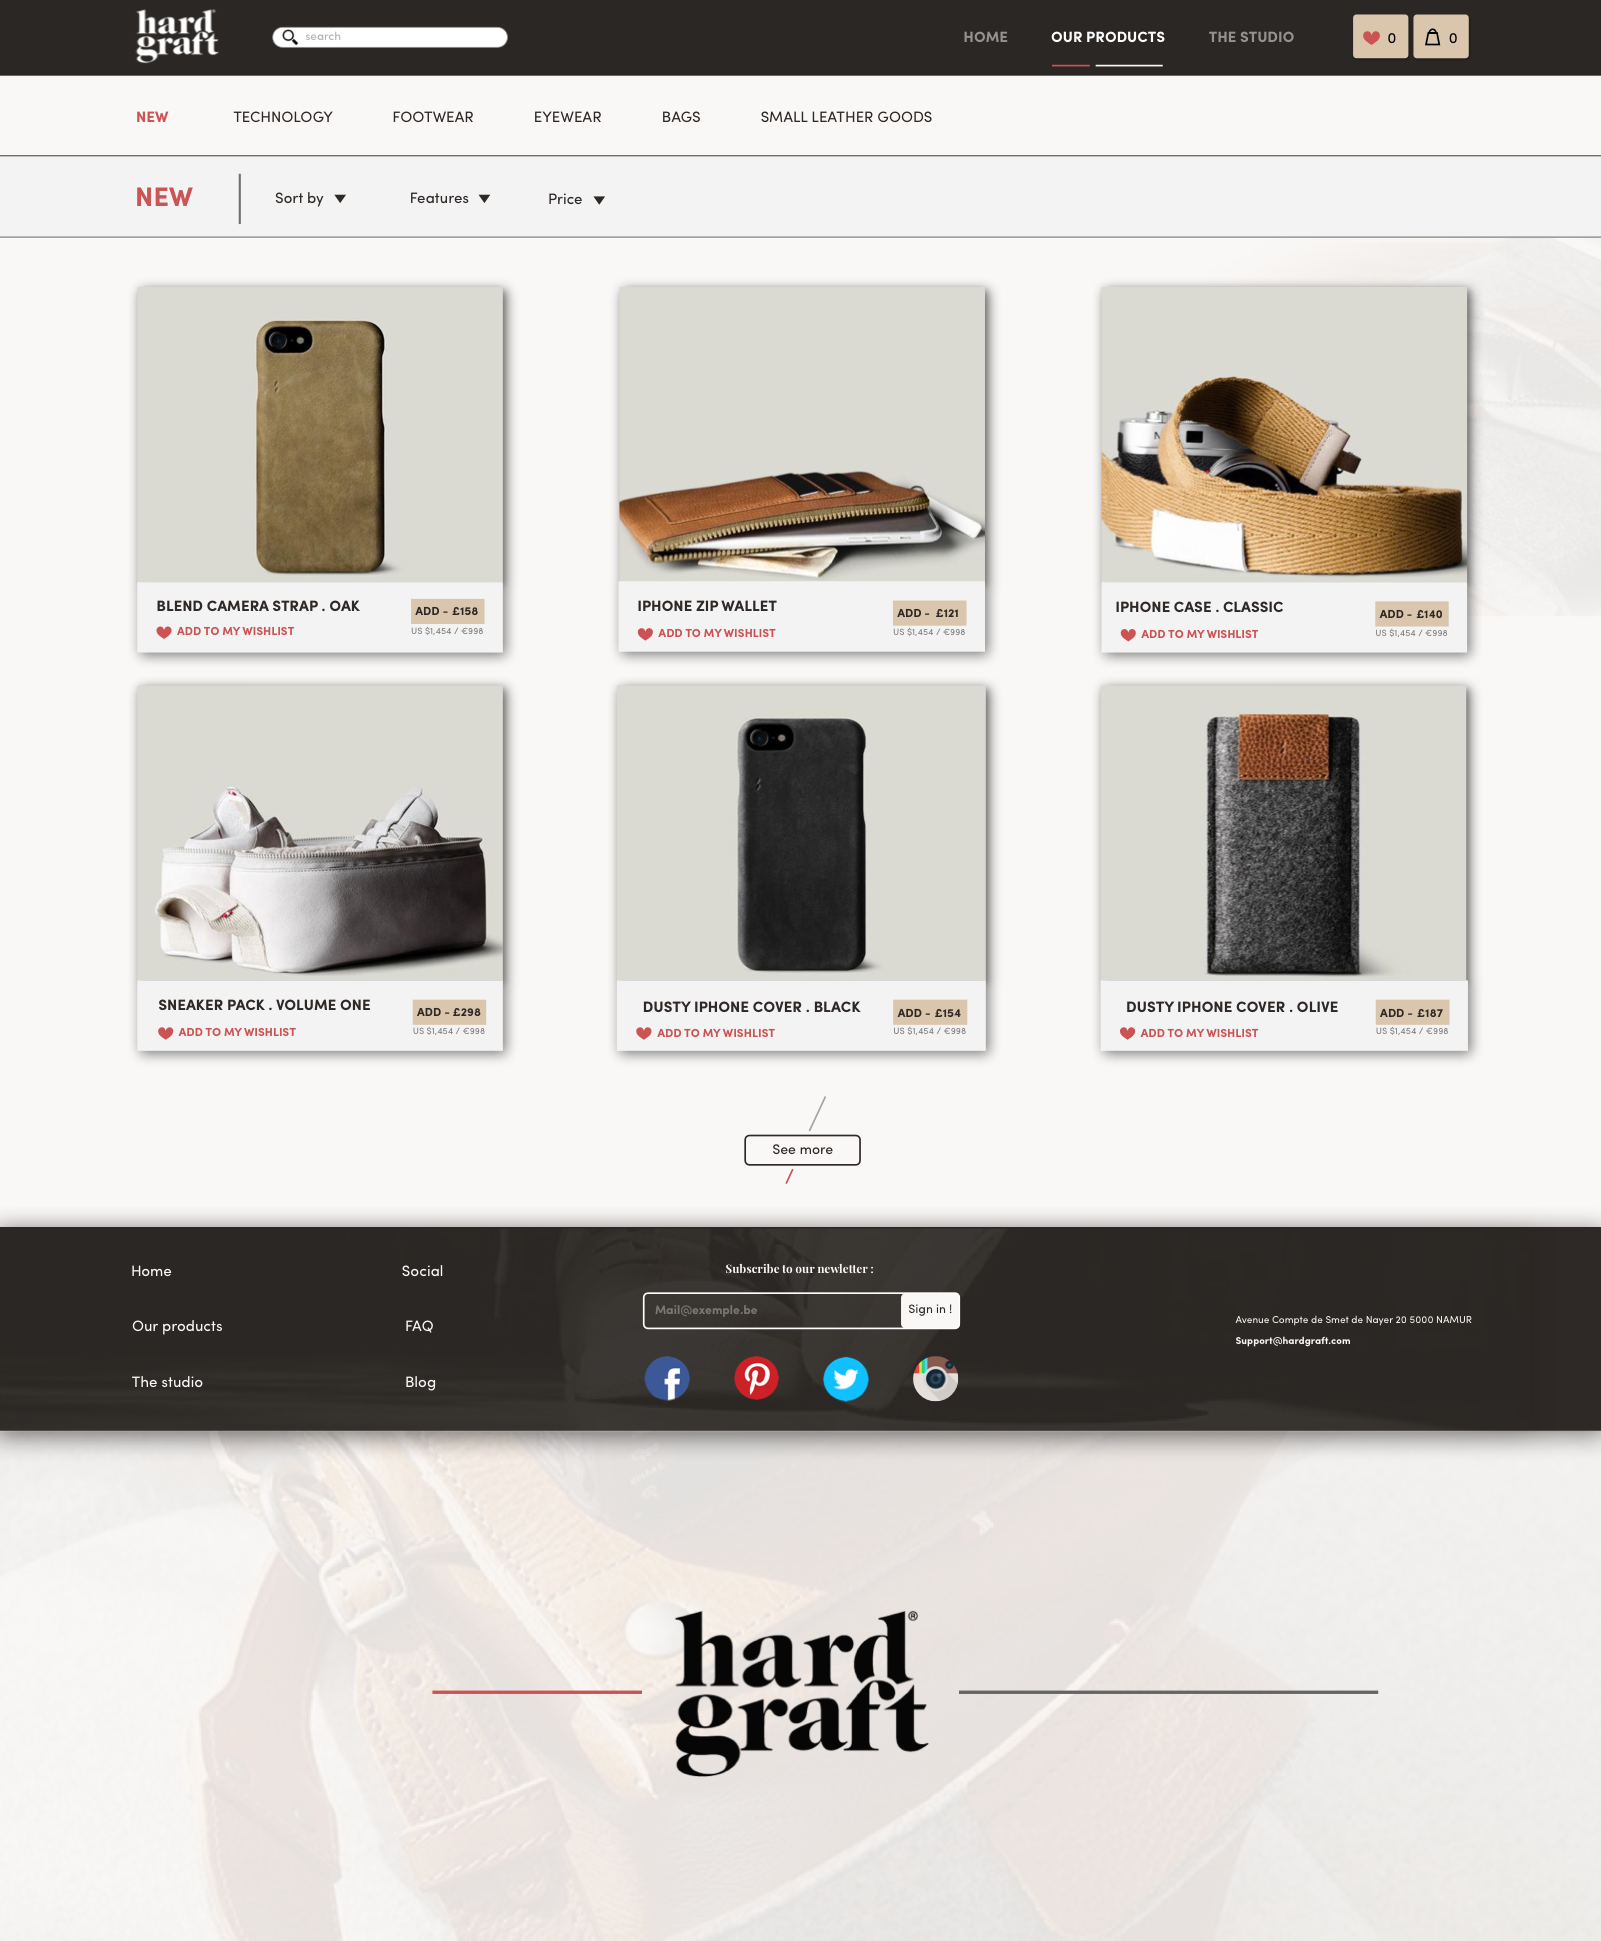 hard
graft
search
HOME OUR PRODUCTS THE STUDIO 0 0
NEW TECHNOLOGY FOOTWEAR EYEWEAR BAGS SMALL LEATHER GOODS
NEW Sort by Features Price
BLEND CAMERA STRAP . OAK ADD - £158
ADD TO MY WISHLIST US $1,454 / €998
IPHONE ZIP WALLET ADD - £121
ADD TO MY WISHLIST US $1,454 / €998
IPHONE CASE . CLASSIC ADD - £140
ADD TO MY WISHLIST US $1,454 / €998
SNEAKER PACK . VOLUME ONE ADD - £298
ADD TO MY WISHLIST US $1,454 / €998
DUSTY IPHONE COVER . BLACK ADD - £154
ADD TO MY WISHLIST US $1,454 / €998
DUSTY IPHONE COVER . OLIVE ADD - £187
ADD TO MY WISHLIST US $1,454 / €998
See more
Home Social
Our products FAQ
The studio Blog
Subscribe to our newletter :
Mail@exemple.be Sign in !
Avenue Compte de Smet de Nayer 20 5000 NAMUR
Support@hardgraft.com
hard®
graft